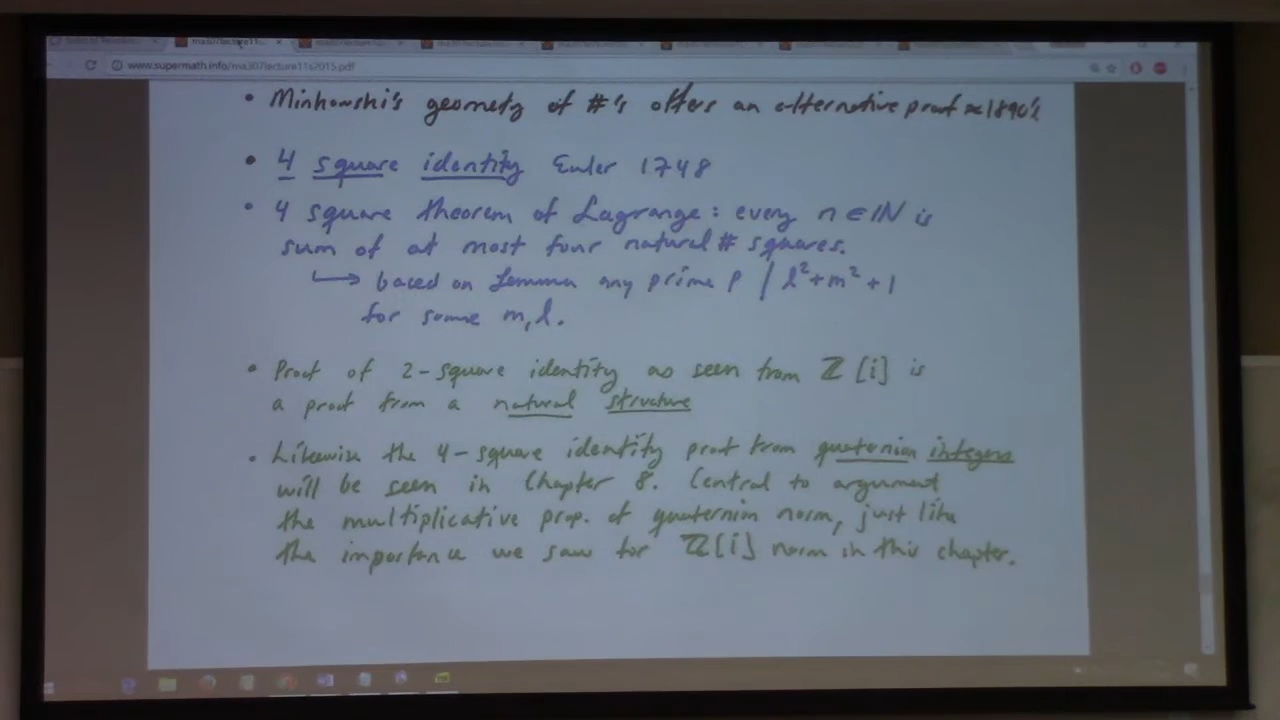 www.supermath.info/ma307lecture11s2015.pdf
• Minkowski's geometry of #'s offers an alternative proof ≈1890's
• 4 square identity Euler 1748
• 4 square theorem of Lagrange: every n ∈ ℕ is
sum of at most four natural # squares.
↳ based on Lemma any prime p | l²+m²+1
for some m, l.
• Proof of 2-square identity as seen from ℤ[i] is
a proof from a natural structure
• Likewise the 4-square identity proof from quaternion integers
will be seen in Chapter 8. Central to argument
the multiplicative prop. of quaternion norm, just like
the importance we saw for ℤ[i] norm in this chapter.